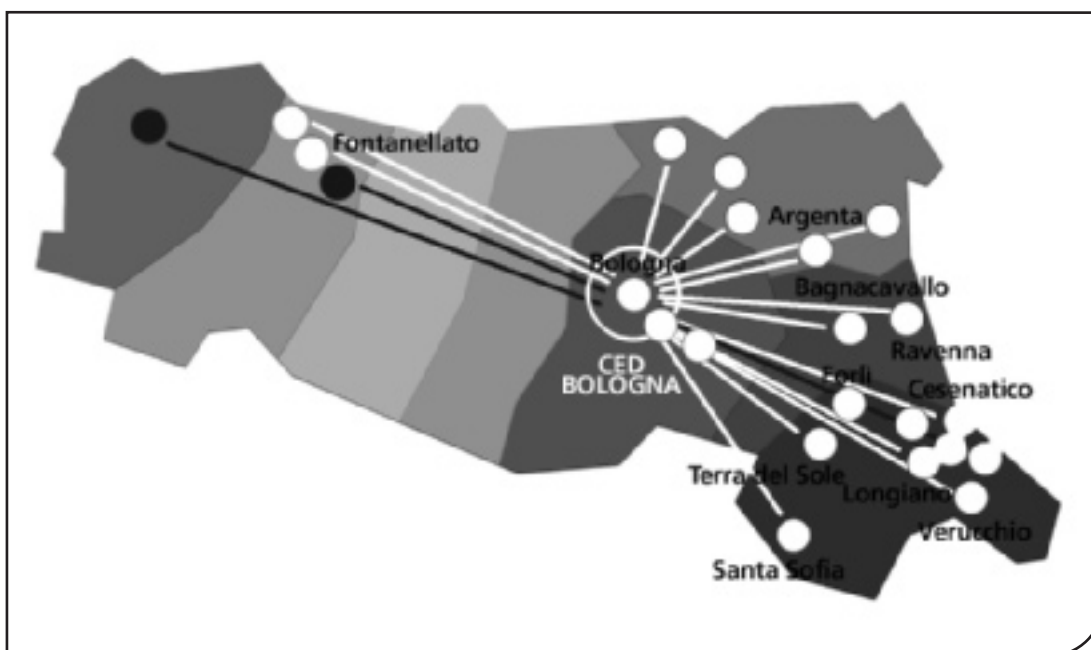 Fontanellato
Argenta
Bologna
Bagnacavallo
CED
BOLOGNA
Ravenna
Forlì
Cesenatico
Terra del Sole
Longiano
Verucchio
Santa Sofia